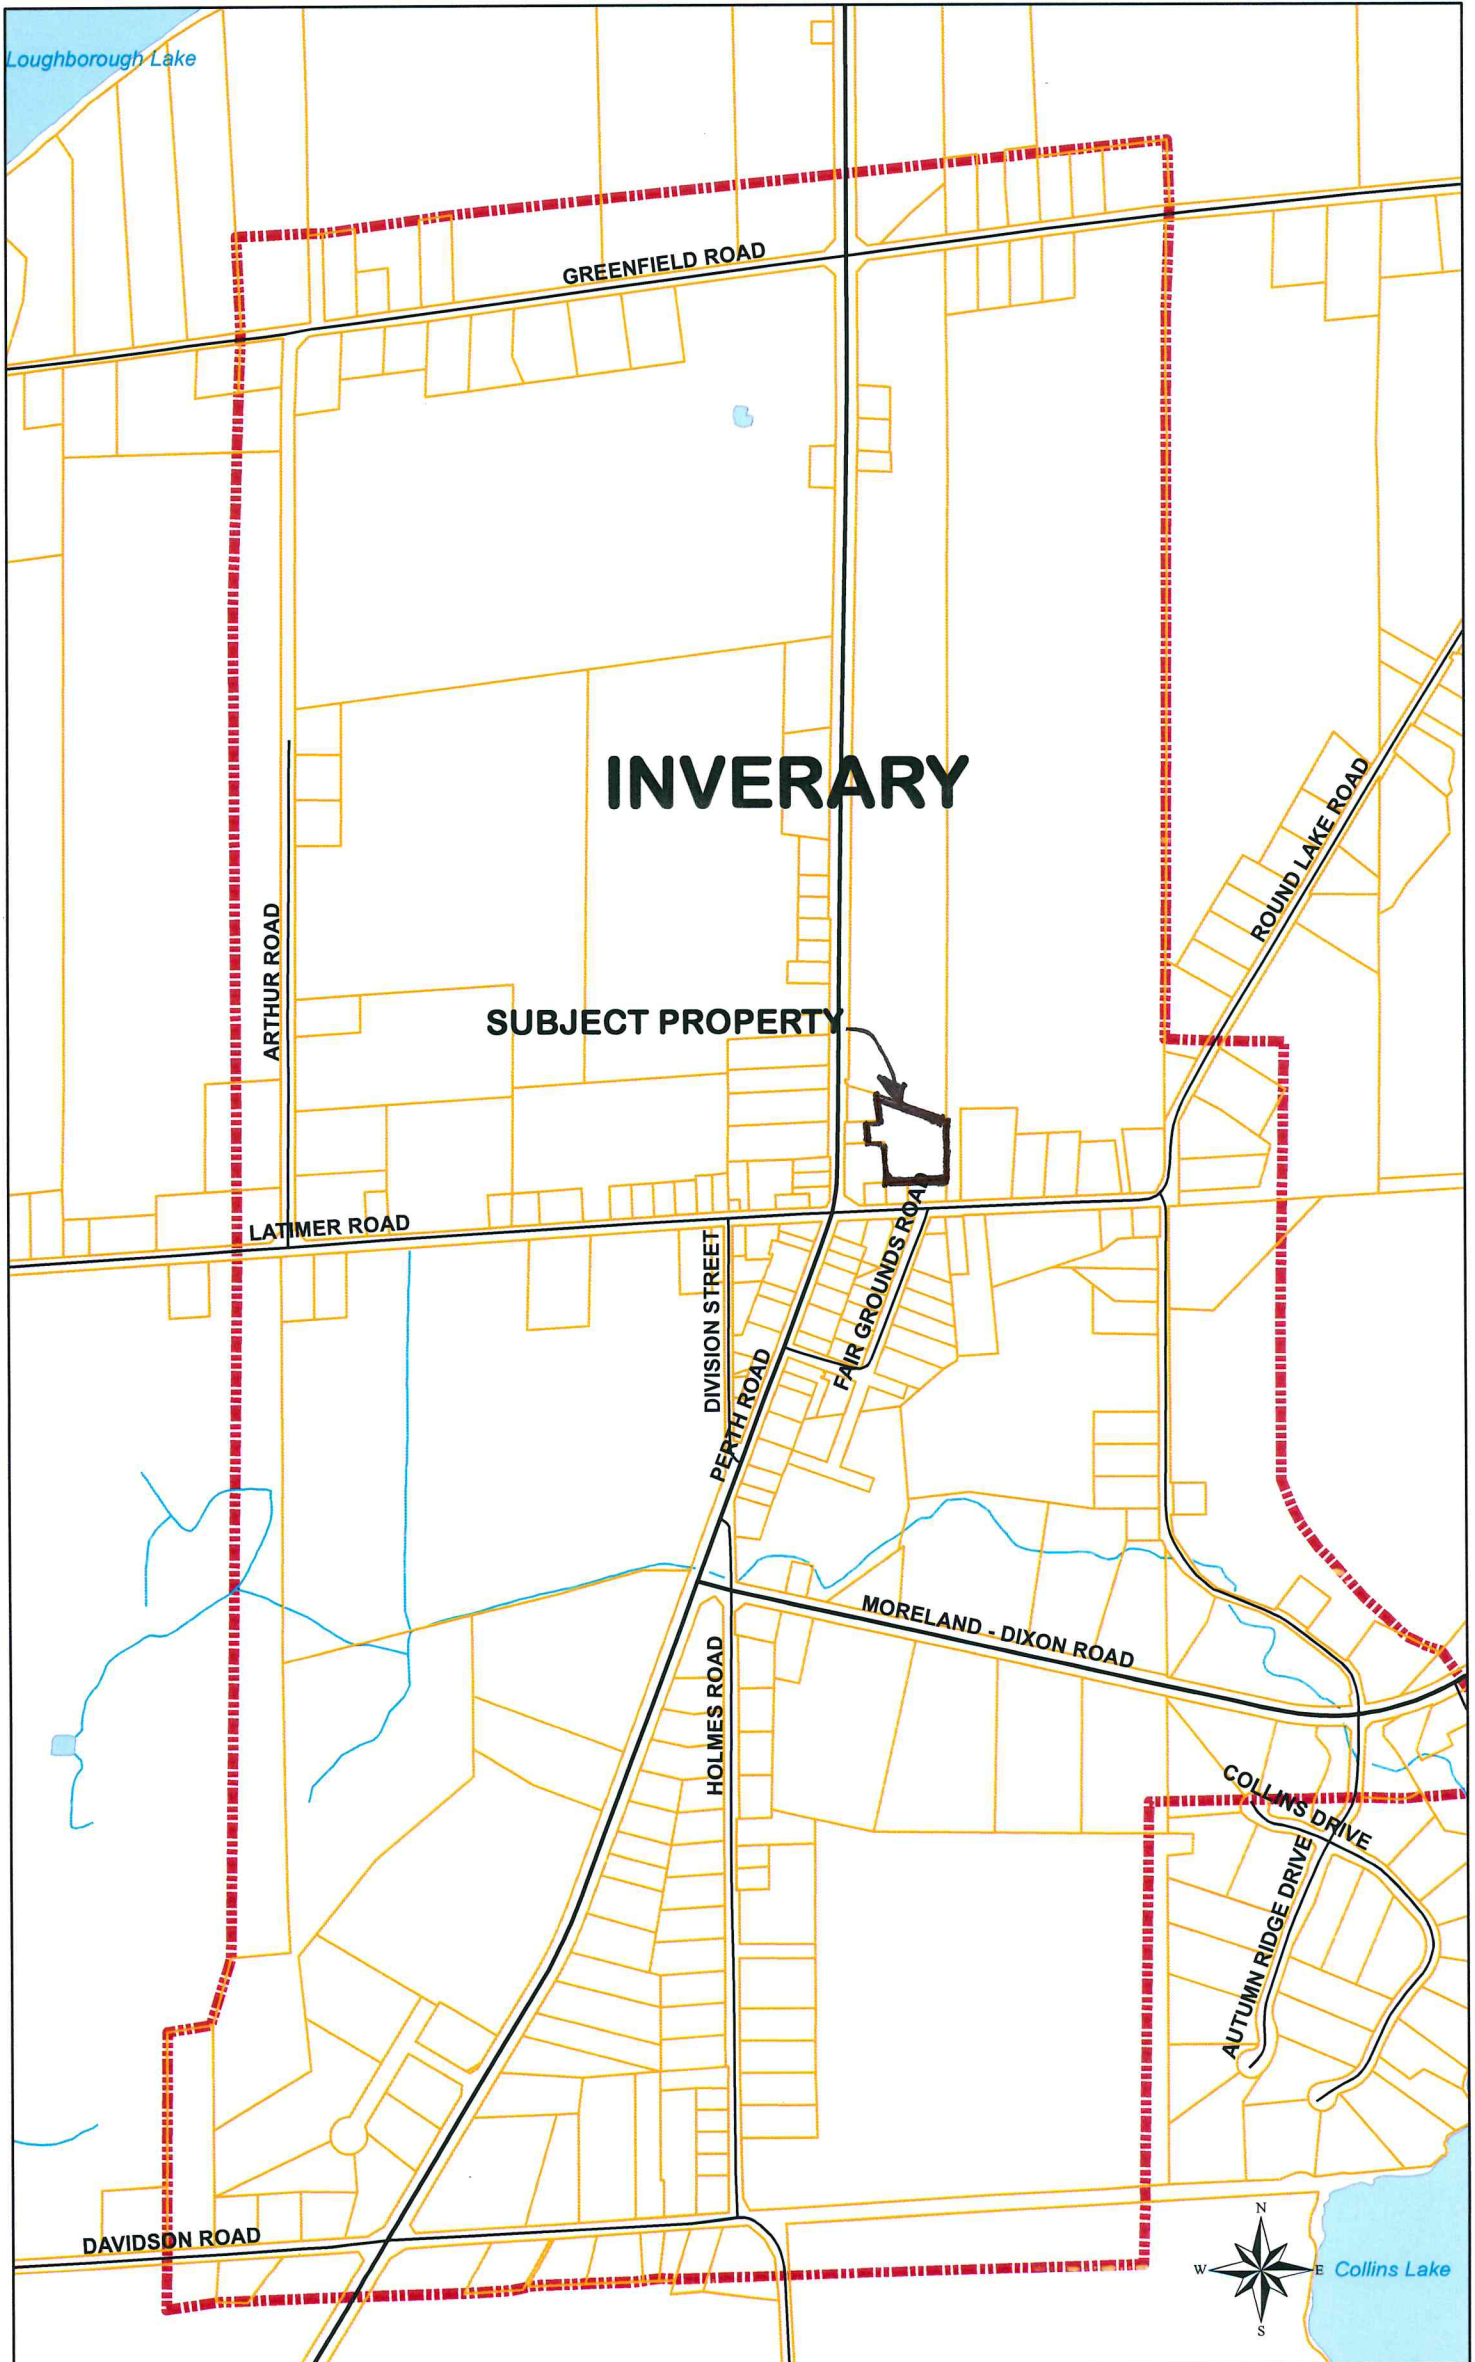 Loughborough Lake
GREENFIELD ROAD
INVERARY
ROUND LAKE ROAD
ARTHUR ROAD
SUBJECT PROPERTY
LATIMER ROAD
DIVISION STREET
FAIR GROUNDS ROAD
PERTH ROAD
MORELAND - DIXON ROAD
HOLMES ROAD
COLLINS DRIVE
AUTUMN RIDGE DRIVE
DAVIDSON ROAD
N
W
E
S
Collins Lake